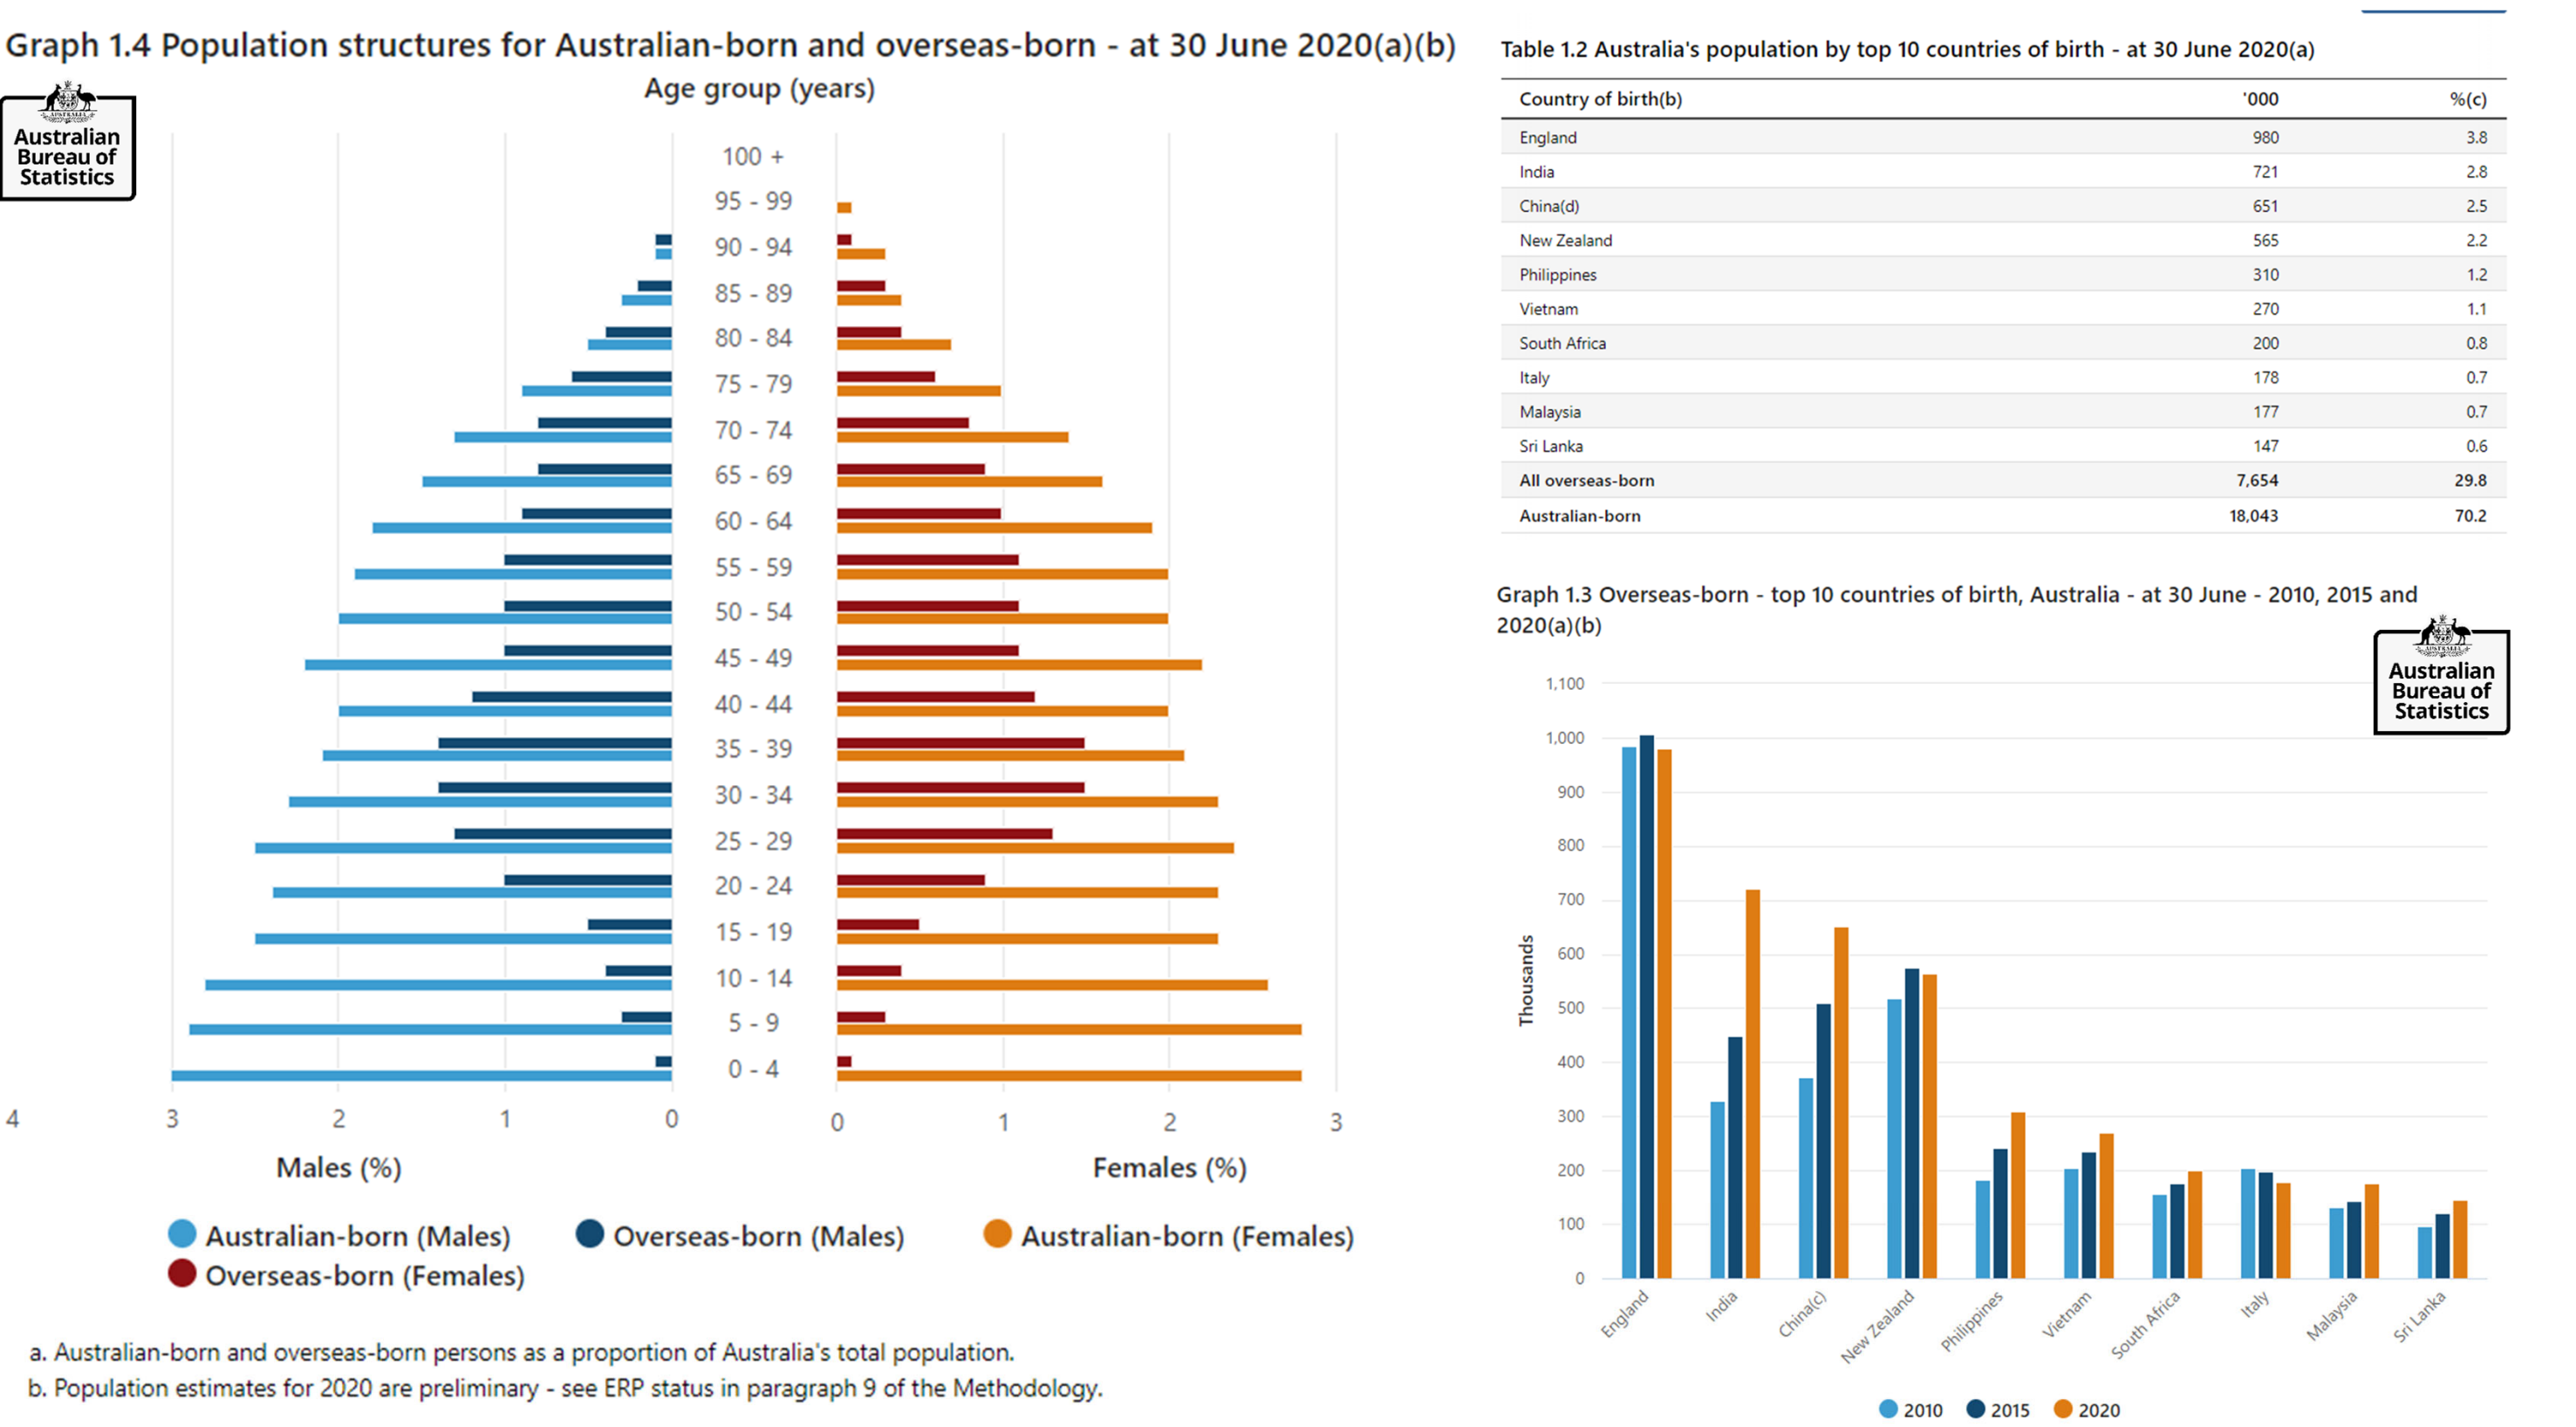 Graph 1.4 Population structures for Australian-born and overseas-born - at 30 June 2020(a)(b)
Age group (years)
Australian
Bureau of
Statistics
100 +
95 - 99
90 - 94
85 - 89
80 - 84
75 - 79
70 - 74
65 - 69
60 - 64
55 - 59
50 - 54
45 - 49
40 - 44
35 - 39
30 - 34
25 - 29
20 - 24
15 - 19
10 - 14
5 - 9
0 - 4
4 3 2 1 0 0 1 2 3
Males (%) Females (%)
Australian-born (Males) Overseas-born (Males) Australian-born (Females)
Overseas-born (Females)
a. Australian-born and overseas-born persons as a proportion of Australia's total population.
b. Population estimates for 2020 are preliminary - see ERP status in paragraph 9 of the Methodology.
Table 1.2 Australia's population by top 10 countries of birth - at 30 June 2020(a)
Country of birth(b) '000 %(c)
England 980 3.8
India 721 2.8
China(d) 651 2.5
New Zealand 565 2.2
Philippines 310 1.2
Vietnam 270 1.1
South Africa 200 0.8
Italy 178 0.7
Malaysia 177 0.7
Sri Lanka 147 0.6
All overseas-born 7,654 29.8
Australian-born 18,043 70.2
Graph 1.3 Overseas-born - top 10 countries of birth, Australia - at 30 June - 2010, 2015 and
2020(a)(b)
Australian
Bureau of
Statistics
Thousands
1,100
1,000
900
800
700
600
500
400
300
200
100
0
England India China(c) New Zealand Philippines Vietnam South Africa Italy Malaysia Sri Lanka
2010 2015 2020